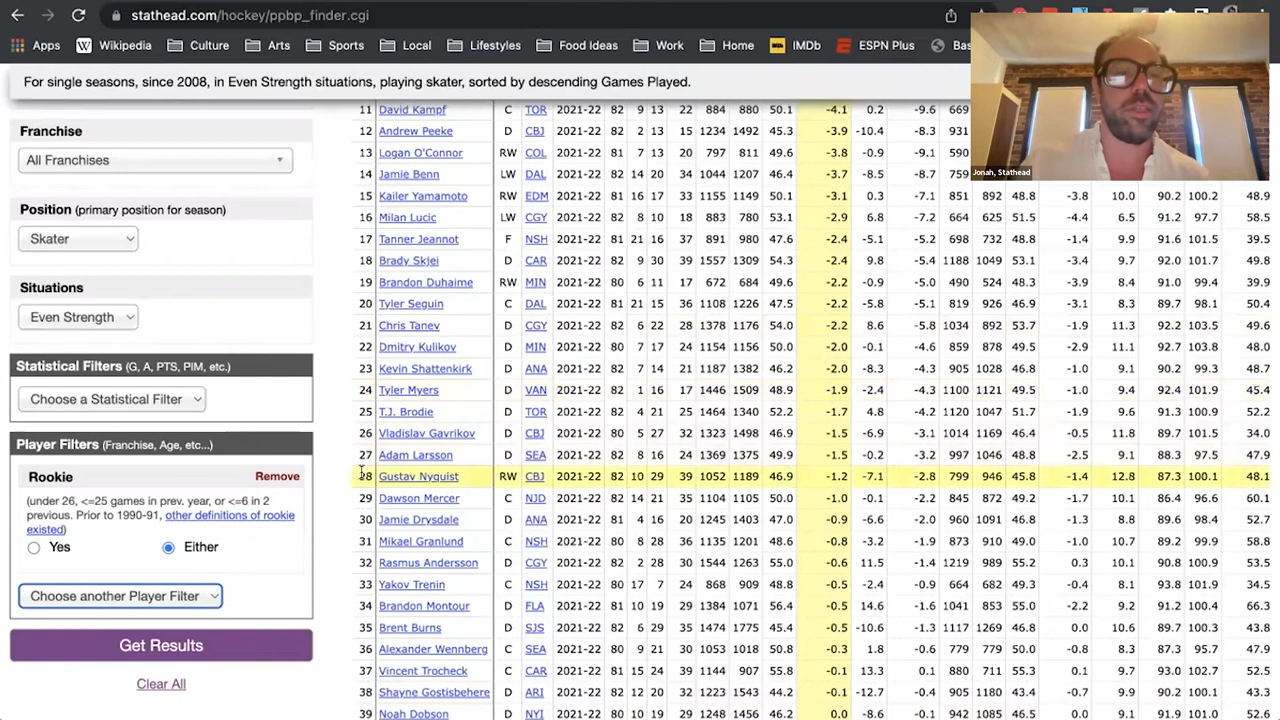 stathead.com/hockey/ppbp_finder.cgi
Apps Wikipedia Culture Arts Sports Local Lifestyles Food Ideas Work Home IMDb ESPN Plus Bas
For single seasons, since 2008, in Even Strength situations, playing skater, sorted by descending Games Played.
Jonah, Stathead
Franchise
All Franchises
Position (primary position for season)
Skater
Situations
Even Strength
Statistical Filters (G, A, PTS, PIM, etc.)
Choose a Statistical Filter
Player Filters (Franchise, Age, etc...)
Rookie Remove
(under 26, <=25 games in prev. year, or <=6 in 2
previous. Prior to 1990-91, other definitions of rookie
existed)
Yes Either
Choose another Player Filter
Get Results
Clear All
11 David Kampf C TOR 2021-22 82 9 13 22 884 880 50.1 -4.1 0.2 -9.6 669
12 Andrew Peeke D CBJ 2021-22 82 2 13 15 1234 1492 45.3 -3.9 -10.4 -8.3 931
13 Logan O'Connor RW COL 2021-22 82 7 13 20 797 811 49.6 -3.8 -0.9 -9.1 590
14 Jamie Benn LW DAL 2021-22 82 14 20 34 1044 1207 46.4 -3.7 -8.5 -8.7 759
15 Kailer Yamamoto RW EDM 2021-22 81 16 17 33 1155 1149 50.1 -3.1 0.3 -7.1 851 892 48.8 -3.8 10.0 90.2 100.2 48.9
16 Milan Lucic LW CGY 2021-22 82 8 10 18 883 780 53.1 -2.9 6.8 -7.2 664 625 51.5 -4.4 6.5 91.2 97.7 58.5
17 Tanner Jeannot F NSH 2021-22 81 21 16 37 891 980 47.6 -2.4 -5.1 -5.2 698 732 48.8 -1.4 9.9 91.6 101.5 39.5
18 Brady Skjei D CAR 2021-22 82 9 30 39 1557 1309 54.3 -2.4 9.8 -5.4 1188 1049 53.1 -3.4 9.7 92.0 101.7 49.8
19 Brandon Duhaime RW MIN 2021-22 80 6 11 17 672 684 49.6 -2.2 -0.9 -5.0 490 524 48.3 -3.9 8.4 91.0 99.4 39.9
20 Tyler Seguin C DAL 2021-22 81 21 15 36 1108 1226 47.5 -2.2 -5.8 -5.1 819 926 46.9 -3.1 8.3 89.7 98.1 50.4
21 Chris Tanev D CGY 2021-22 82 6 22 28 1378 1176 54.0 -2.2 8.6 -5.8 1034 892 53.7 -1.9 11.3 92.2 103.5 49.6
22 Dmitry Kulikov D MIN 2021-22 80 7 17 24 1154 1156 50.0 -2.0 -0.1 -4.6 859 878 49.5 -2.9 11.1 92.7 103.8 48.0
23 Kevin Shattenkirk D ANA 2021-22 82 7 14 21 1187 1382 46.2 -2.0 -8.3 -4.3 905 1028 46.8 -1.1 9.1 90.2 99.3 48.7
24 Tyler Myers D VAN 2021-22 82 1 16 17 1446 1509 48.9 -1.9 -2.4 -4.3 1100 1121 49.5 -1.0 9.4 92.4 101.9 45.4
25 T.J. Brodie D TOR 2021-22 82 4 21 25 1464 1340 52.2 -1.7 4.8 -4.2 1120 1047 51.7 -1.9 9.6 91.3 100.9 52.2
26 Vladislav Gavrikov D CBJ 2021-22 80 5 27 32 1323 1498 46.9 -1.5 -6.9 -3.1 1014 1169 46.4 -0.5 11.8 89.7 101.5 34.0
27 Adam Larsson D SEA 2021-22 82 8 16 24 1369 1375 49.9 -1.5 -0.2 -3.2 997 1046 48.8 -2.5 9.1 88.3 97.5 51.9
28 Gustav Nyquist RW CBJ 2021-22 82 10 29 39 1052 1189 46.9 -1.2 -7.1 -2.8 799 946 45.8 -1.4 12.8 87.3 100.1 48.1
29 Dawson Mercer C NJD 2021-22 82 14 21 35 1104 1105 50.0 -1.0 -0.1 -2.2 845 872 49.2 -1.7 10.1 86.4 96.6 60.1
30 Jamie Drysdale D ANA 2021-22 81 4 16 20 1245 1403 47.0 -0.9 -6.6 -2.0 960 1091 46.8 -1.3 8.8 89.6 98.4 52.7
31 Mikael Granlund C NSH 2021-22 80 8 28 36 1135 1201 48.6 -0.8 -3.2 -1.9 873 910 49.0 -1.0 10.7 89.2 99.9 58.8
32 Rasmus Andersson D CGY 2021-22 82 2 28 30 1544 1263 55.0 -0.6 11.5 -1.4 1219 989 55.2 0.3 10.1 90.8 100.9 53.5
33 Yakov Trenin C NSH 2021-22 80 17 7 24 868 909 48.8 -0.5 -2.4 -0.9 664 682 49.3 -0.4 8.1 93.8 101.9 34.5
34 Brandon Montour D FLA 2021-22 81 10 19 29 1384 1071 56.4 -0.5 14.6 -1.6 1041 853 55.0 -2.2 9.2 91.2 100.4 66.3
35 Brent Burns D SJS 2021-22 82 6 29 35 1474 1775 45.4 -0.5 -10.6 -1.3 1117 1269 46.8 0.0 10.6 89.7 100.3 43.8
36 Alexander Wennberg C SEA 2021-22 80 9 21 30 1053 1018 50.8 -0.3 1.8 -0.6 779 779 50.0 -0.8 8.3 87.3 95.7 47.9
37 Vincent Trocheck C CAR 2021-22 81 15 24 39 1144 907 55.8 -0.1 13.3 0.1 880 711 55.3 0.1 9.7 93.0 102.7 52.5
38 Shayne Gostisbehere D ARI 2021-22 82 12 20 32 1223 1543 44.2 -0.1 -12.7 -0.4 905 1180 43.4 -0.7 9.9 90.2 100.1 43.3
39 Noah Dobson D NYI 2021-22 80 10 19 29 1248 1456 46.2 0.0 -8.6 -0.1 942 1085 46.5 0.0 9.0 91.9 101.0 52.6